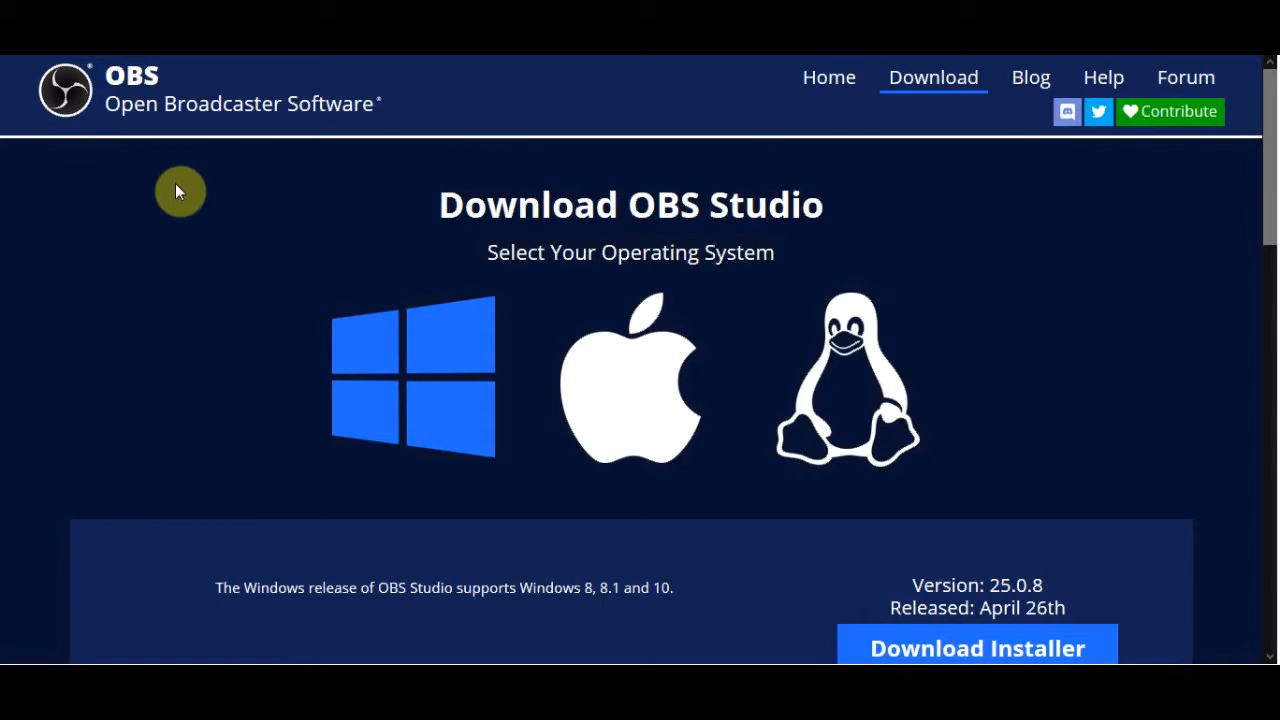 OBS
Open Broadcaster Software
Home Download Blog Help Forum
Contribute
Download OBS Studio
Select Your Operating System
The Windows release of OBS Studio supports Windows 8, 8.1 and 10.
Version: 25.0.8
Released: April 26th
Download Installer